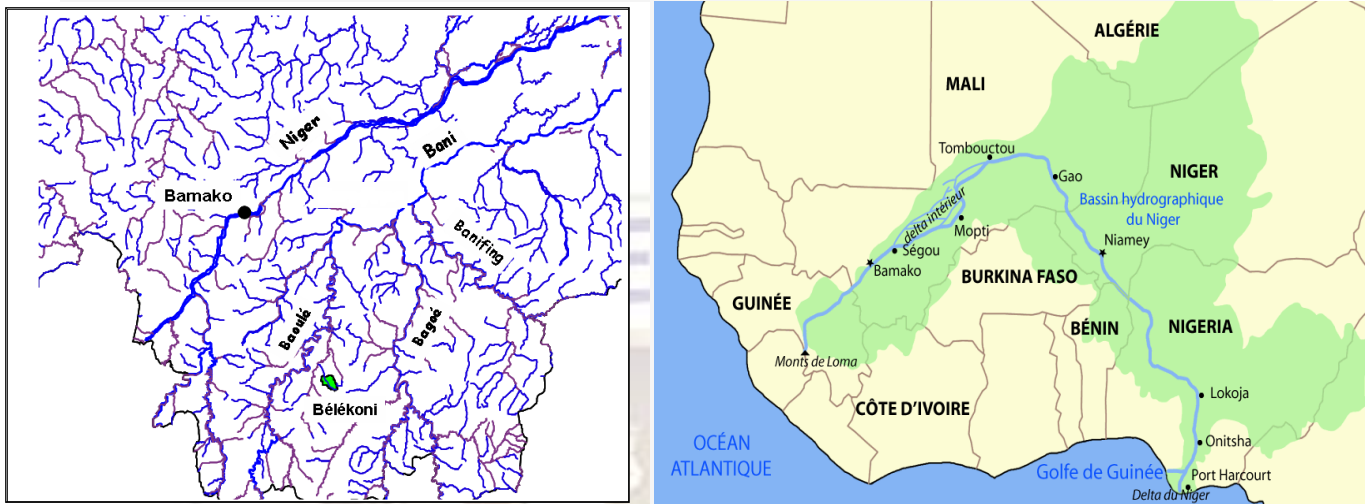 Niger
Bani
Bamako
Banifing
Baoulé
Bagoé
Bélékoni
ALGÉRIE
MALI
Tombouctou
Gao
NIGER
Bassin hydrographique
du Niger
delta intérieur
Mopti
Ségou
Niamey
Bamako
BURKINA FASO
GUINÉE
BÉNIN
NIGERIA
Monts de Loma
CÔTE D'IVOIRE
Lokoja
Onitsha
OCÉAN
ATLANTIQUE
Golfe de Guinée
Port Harcourt
Delta du Niger